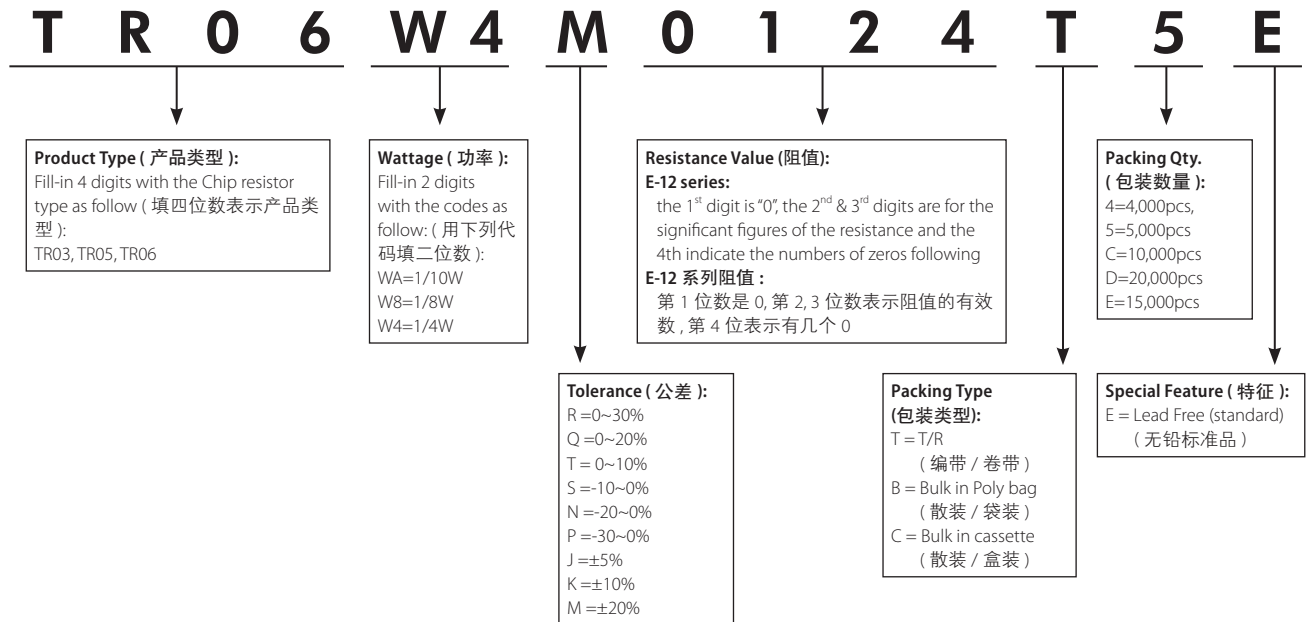 T R 0 6 W 4 M 0 1 2 4 T 5 E
Product Type ( 产品类型 ):
Fill-in 4 digits with the Chip resistor
type as follow ( 填四位数表示产品类
型 ):
TR03, TR05, TR06
Wattage ( 功率 ):
Fill-in 2 digits
with the codes as
follow: ( 用下列代
码填二位数 ):
WA=1/10W
W8=1/8W
W4=1/4W
Resistance Value (阻值):
E-12 series:
the 1st digit is “0”, the 2nd & 3rd digits are for the
significant figures of the resistance and the
4th indicate the numbers of zeros following
E-12 系列阻值 :
第 1 位数是 0, 第 2, 3 位数表示阻值的有效
数 , 第 4 位表示有几个 0
Packing Qty.
( 包装数量 ):
4=4,000pcs,
5=5,000pcs
C=10,000pcs
D=20,000pcs
E=15,000pcs
Tolerance ( 公差 ):
R =0~30%
Q =0~20%
T = 0~10%
S =-10~0%
N =-20~0%
P =-30~0%
J =±5%
K =±10%
M =±20%
Packing Type
(包装类型):
T = T/R
( 编带 / 卷带 )
B = Bulk in Poly bag
( 散装 / 袋装 )
C = Bulk in cassette
( 散装 / 盒装 )
Special Feature ( 特征 ):
E = Lead Free (standard)
( 无铅标准品 )